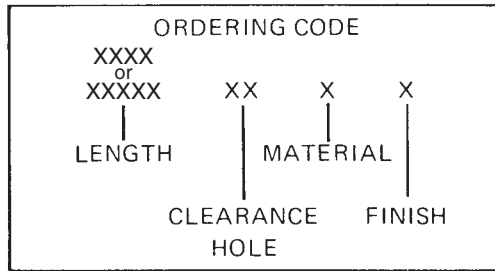 ORDERING CODE
XXXX
or
XXXXX XX X X
LENGTH MATERIAL
CLEARANCE FINISH
HOLE